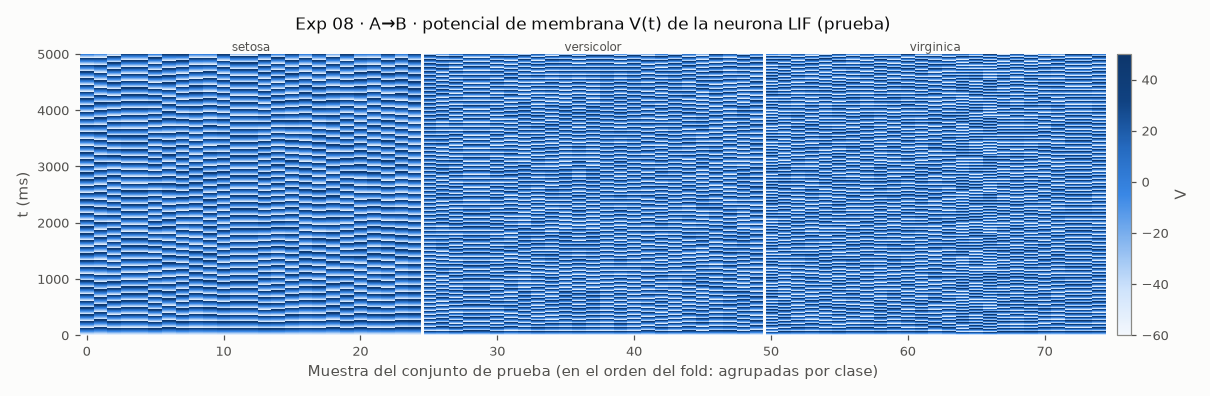 Exp 08 · A→B · potencial de membrana V(t) de la neurona LIF (prueba)
setosa versicolor virginica
5000
4000
3000
2000
1000
0
t (ms)
40
20
0
−20
−40
−60
V
0 10 20 30 40 50 60 70
Muestra del conjunto de prueba (en el orden del fold: agrupadas por clase)